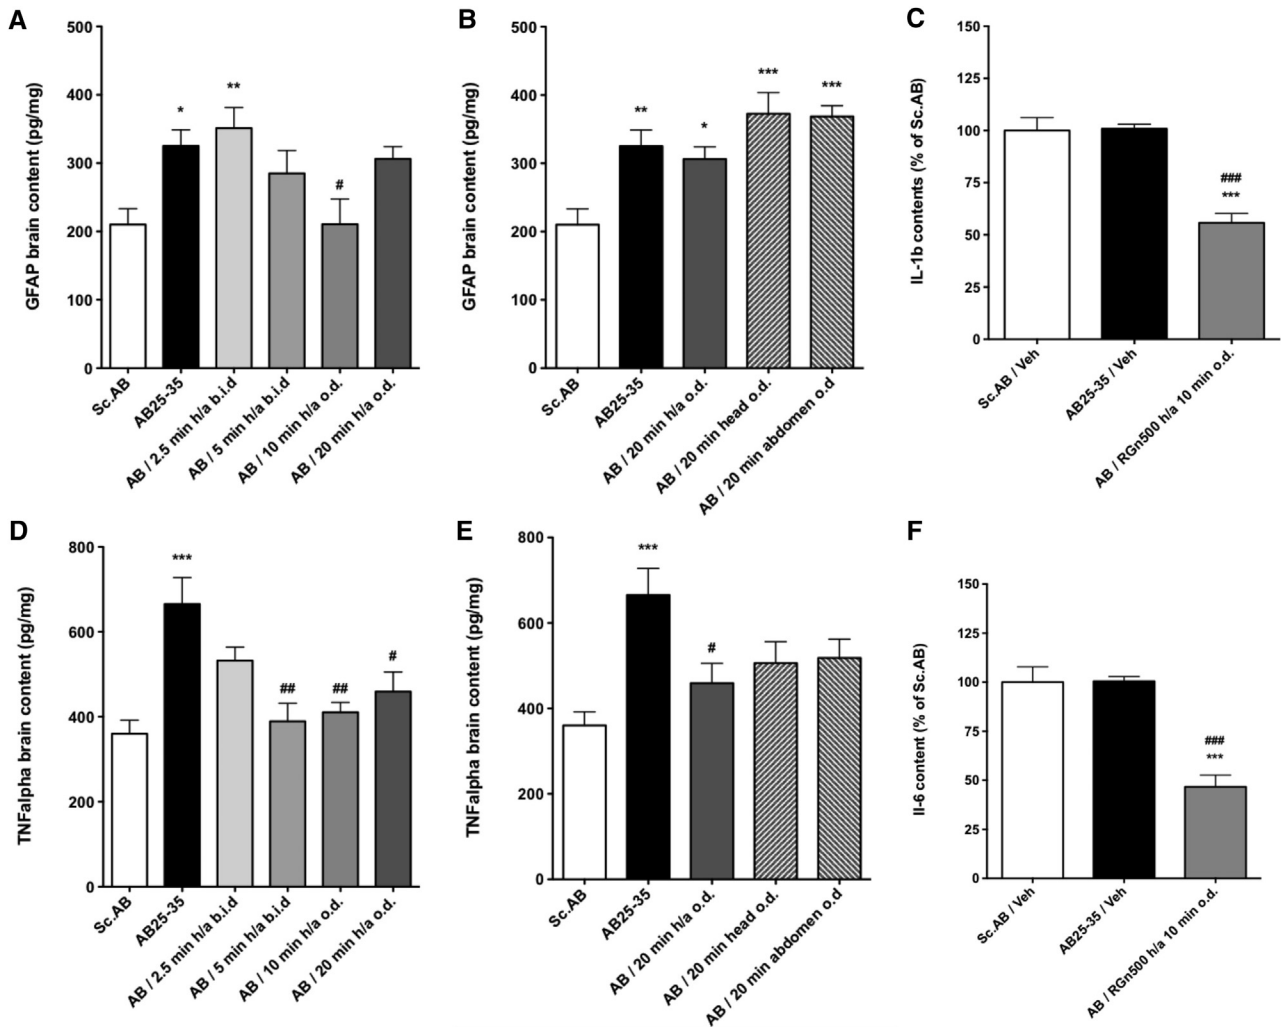 A
GFAP brain content (pg/mg)
500
400
300
200
100
0
*
**
#
Sc.AB
AB25-35
AB / 2.5 min h/a b.i.d
AB / 5 min h/a b.i.d
AB / 10 min h/a o.d.
AB / 20 min h/a o.d.
B
GFAP brain content (pg/mg)
500
400
300
200
100
0
**
*
***
***
Sc.AB
AB25-35
AB / 20 min h/a o.d.
AB / 20 min head o.d.
AB / 20 min abdomen o.d
C
IL-1b contents (% of Sc.AB)
150
125
100
75
50
25
0
###
***
Sc.AB / Veh
AB25-35 / Veh
AB / RGn500 h/a 10 min o.d.
D
TNFalpha brain content (pg/mg)
800
600
400
200
0
***
##
##
#
Sc.AB
AB25-35
AB / 2.5 min h/a b.i.d
AB / 5 min h/a b.i.d
AB / 10 min h/a o.d.
AB / 20 min h/a o.d.
E
TNFalpha brain content (pg/mg)
800
600
400
200
0
***
#
Sc.AB
AB25-35
AB / 20 min h/a o.d.
AB / 20 min head o.d.
AB / 20 min abdomen o.d
F
Il-6 content (% of Sc.AB)
150
125
100
75
50
25
0
###
***
Sc.AB / Veh
AB25-35 / Veh
AB / RGn500 h/a 10 min o.d.